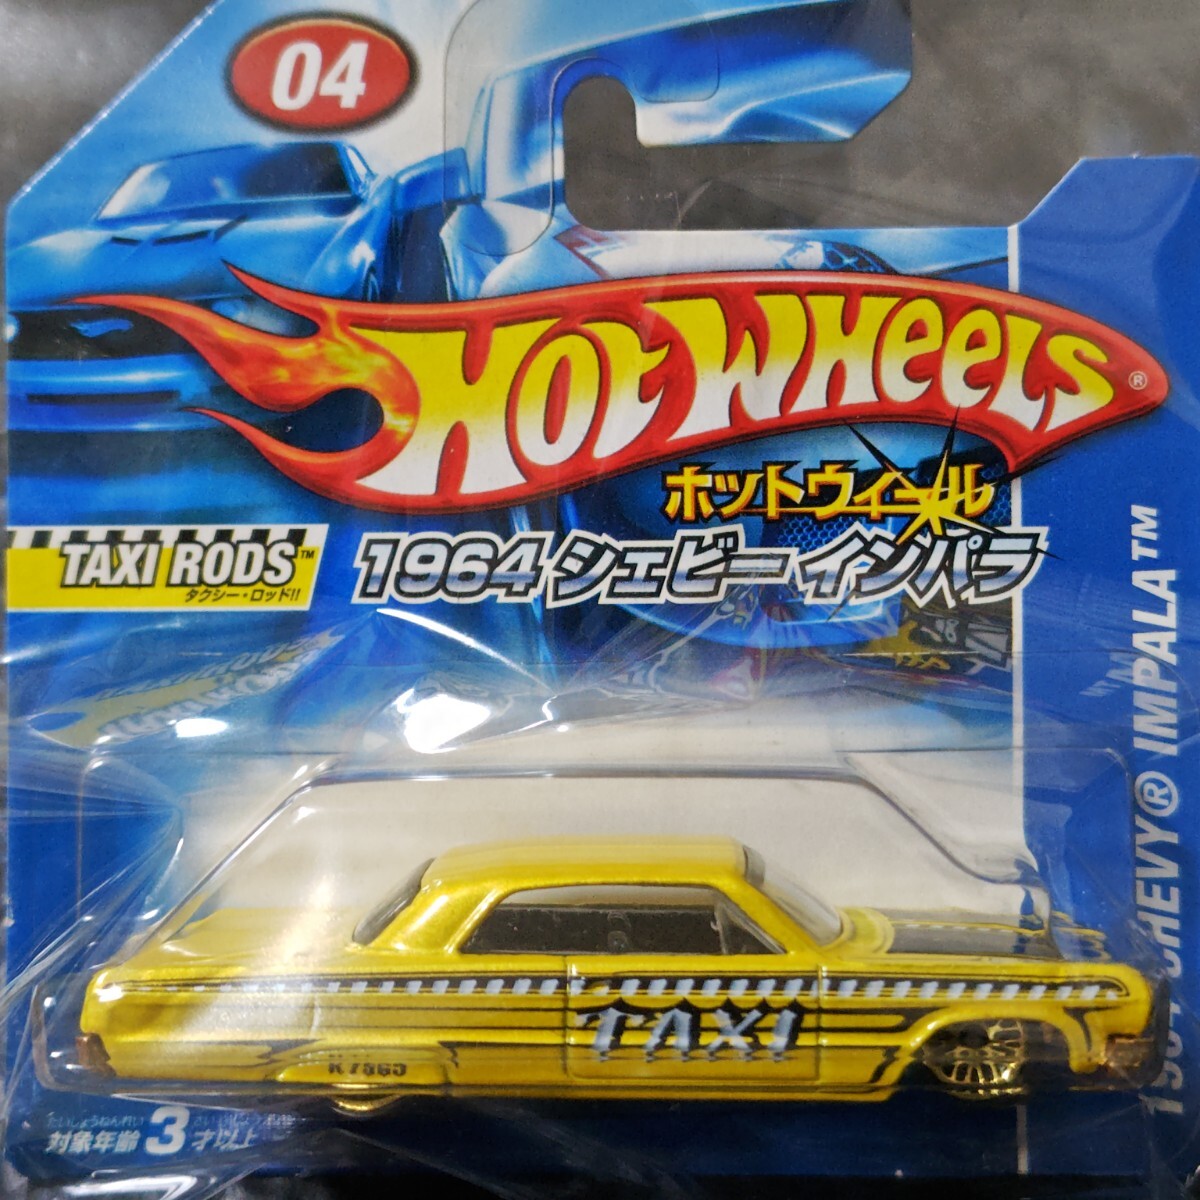 04
HOT WHEELS®
ホットウィール
TAXI RODS™
タクシー・ロッド!!
1964 シェビー インパラ
CHEVY® IMPALA™
TAXI
対象年齢 3 才以上